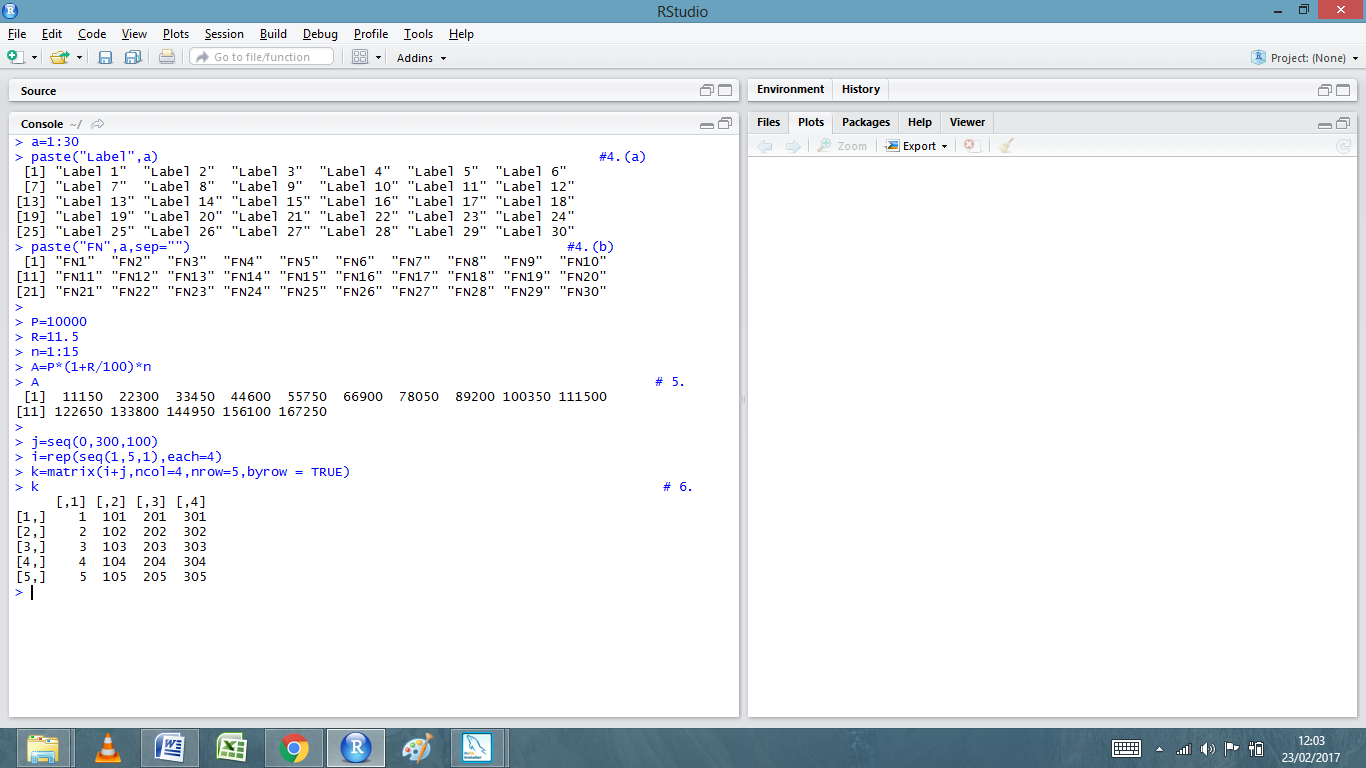 RStudio
File Edit Code View Plots Session Build Debug Profile Tools Help
Go to file/function Addins Project: (None)
Source
Console ~/
> a=1:30
> paste("Label",a) #4.(a)
[1] "Label 1" "Label 2" "Label 3" "Label 4" "Label 5" "Label 6"
[7] "Label 7" "Label 8" "Label 9" "Label 10" "Label 11" "Label 12"
[13] "Label 13" "Label 14" "Label 15" "Label 16" "Label 17" "Label 18"
[19] "Label 19" "Label 20" "Label 21" "Label 22" "Label 23" "Label 24"
[25] "Label 25" "Label 26" "Label 27" "Label 28" "Label 29" "Label 30"
> paste("FN",a,sep="") #4.(b)
[1] "FN1" "FN2" "FN3" "FN4" "FN5" "FN6" "FN7" "FN8" "FN9" "FN10"
[11] "FN11" "FN12" "FN13" "FN14" "FN15" "FN16" "FN17" "FN18" "FN19" "FN20"
[21] "FN21" "FN22" "FN23" "FN24" "FN25" "FN26" "FN27" "FN28" "FN29" "FN30"
>
> P=10000
> R=11.5
> n=1:15
> A=P*(1+R/100)*n
> A # 5.
[1] 11150 22300 33450 44600 55750 66900 78050 89200 100350 111500
[11] 122650 133800 144950 156100 167250
>
> j=seq(0,300,100)
> i=rep(seq(1,5,1),each=4)
> k=matrix(i+j,ncol=4,nrow=5,byrow = TRUE)
> k # 6.
[,1] [,2] [,3] [,4]
[1,] 1 101 201 301
[2,] 2 102 202 302
[3,] 3 103 203 303
[4,] 4 104 204 304
[5,] 5 105 205 305
>
Environment History
Files Plots Packages Help Viewer
Zoom Export
12:03
23/02/2017